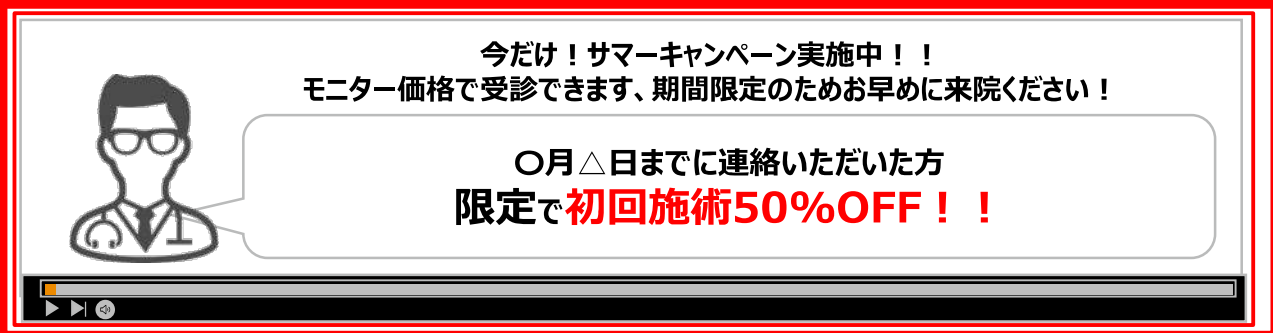 今だけ！サマーキャンペーン実施中！！
モニター価格で受診できます、期間限定のためお早めに来院ください！
〇月△日までに連絡いただいた方
限定で初回施術50%OFF！！